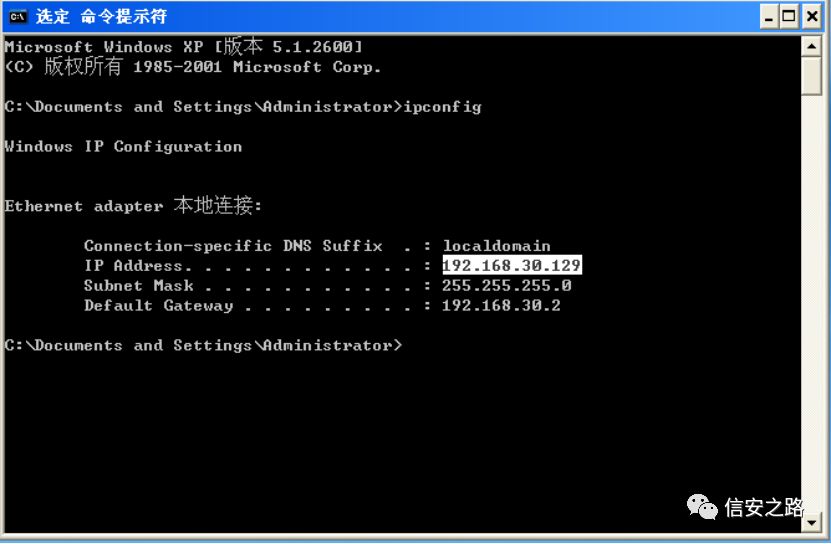 选定 命令提示符
Microsoft Windows XP [版本 5.1.2600]
(C) 版权所有 1985-2001 Microsoft Corp.
C:\Documents and Settings\Administrator>ipconfig
Windows IP Configuration
Ethernet adapter 本地连接:
Connection-specific DNS Suffix  . : localdomain
IP Address. . . . . . . . . . . . : 192.168.30.129
Subnet Mask . . . . . . . . . . . : 255.255.255.0
Default Gateway . . . . . . . . . : 192.168.30.2
C:\Documents and Settings\Administrator>
信安之路